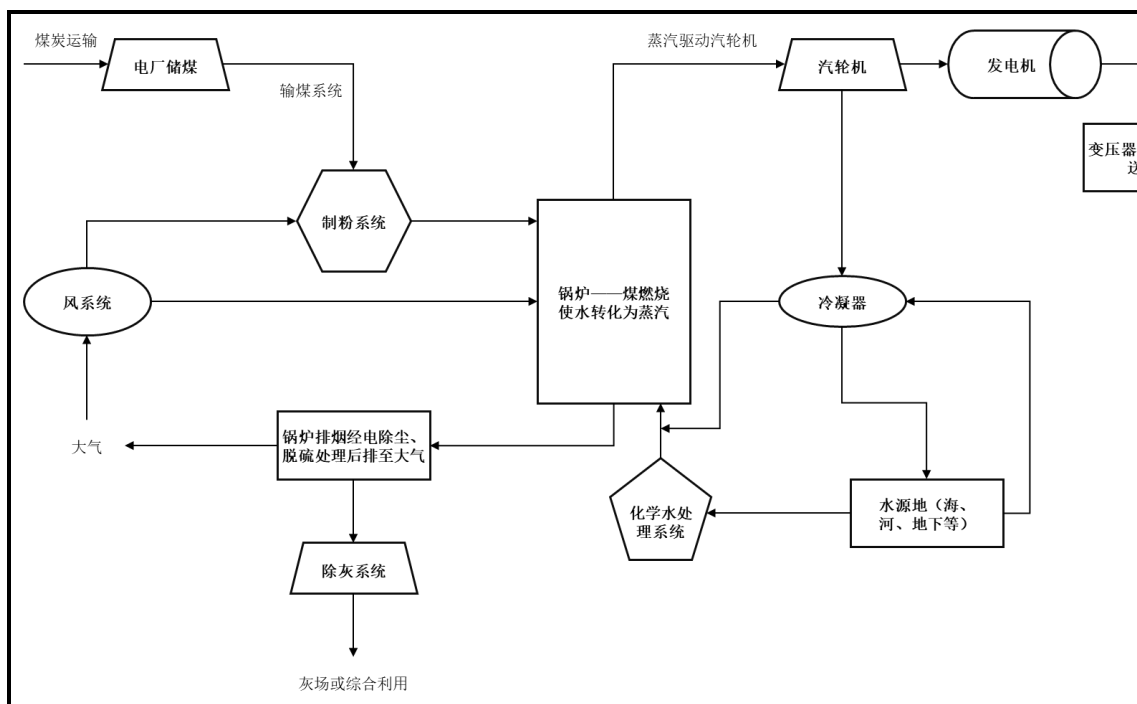 煤炭运输
电厂储煤
输煤系统
蒸汽驱动汽轮机
汽轮机
发电机
变压器
送
制粉系统
风系统
锅炉——煤燃烧
使水转化为蒸汽
冷凝器
大气
锅炉排烟经电除尘、
脱硫处理后排至大气
化学水处
理系统
水源地（海、
河、地下等）
除灰系统
灰场或综合利用